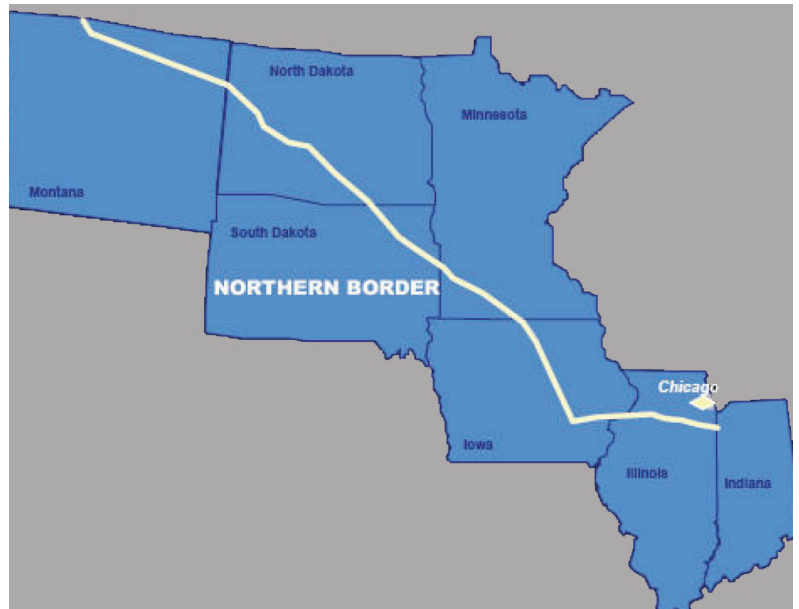 North Dakota
Minnesota
Montana
South Dakota
NORTHERN BORDER
Chicago
Iowa
Illinois
Indiana